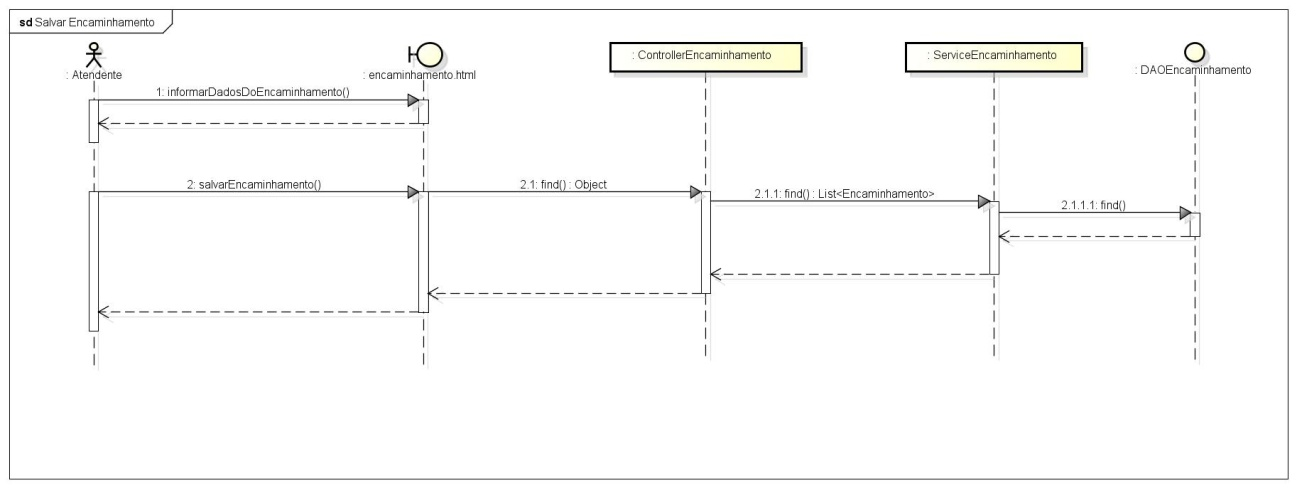 sd Salvar Encaminhamento
: Atendente
: encaminhamento.html
: ControllerEncaminhamento
: ServiceEncaminhamento
: DAOEncaminhamento
1: informarDadosDoEncaminhamento()
2: salvarEncaminhamento()
2.1: find() : Object
2.1.1: find() : List<Encaminhamento>
2.1.1.1: find()